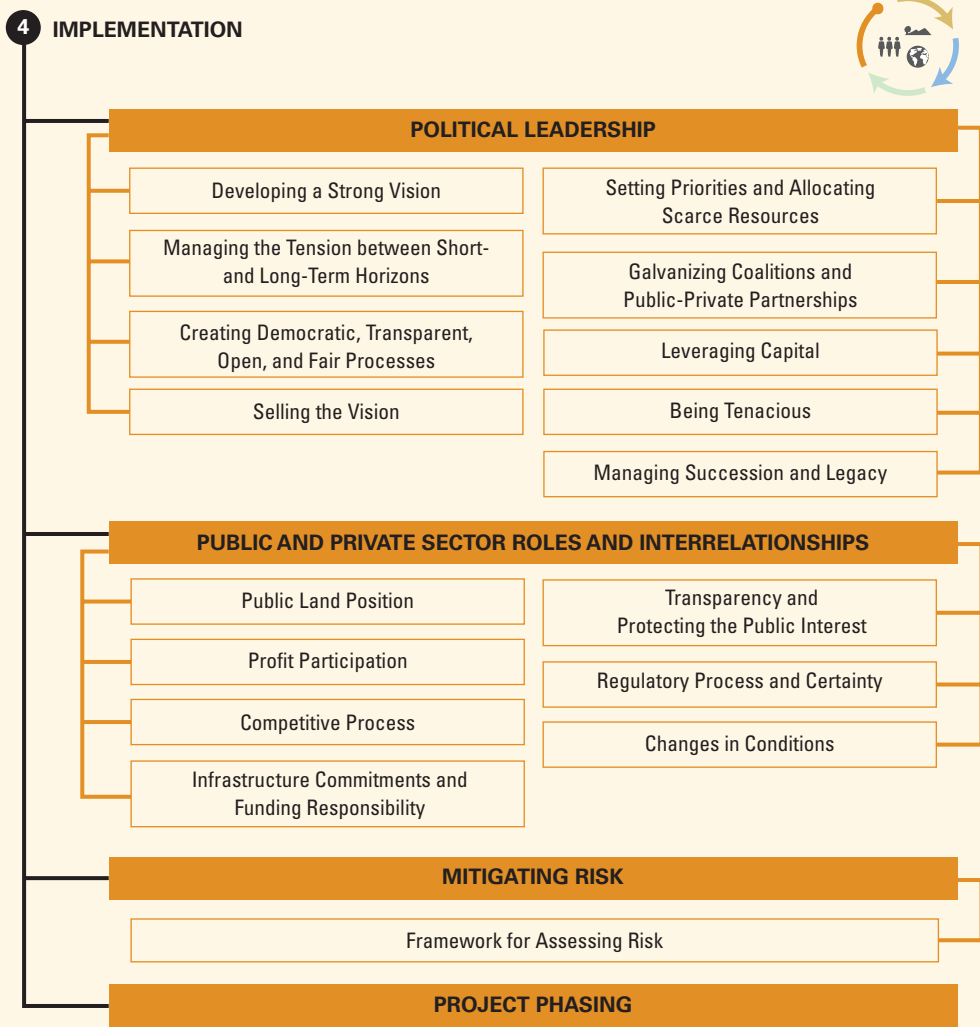 4 IMPLEMENTATION
POLITICAL LEADERSHIP
Developing a Strong Vision
Managing the Tension between Short-
and Long-Term Horizons
Creating Democratic, Transparent,
Open, and Fair Processes
Selling the Vision
Setting Priorities and Allocating
Scarce Resources
Galvanizing Coalitions and
Public-Private Partnerships
Leveraging Capital
Being Tenacious
Managing Succession and Legacy
PUBLIC AND PRIVATE SECTOR ROLES AND INTERRELATIONSHIPS
Public Land Position
Profit Participation
Competitive Process
Infrastructure Commitments and
Funding Responsibility
Transparency and
Protecting the Public Interest
Regulatory Process and Certainty
Changes in Conditions
MITIGATING RISK
Framework for Assessing Risk
PROJECT PHASING